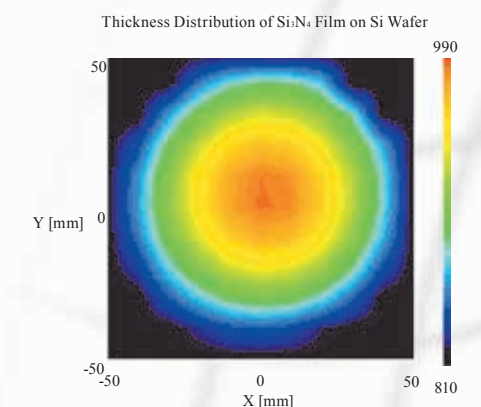 Thickness Distribution of Si₃N₄ Film on Si Wafer
990
50
Y [mm]
0
-50
-50
0
50
810
X [mm]